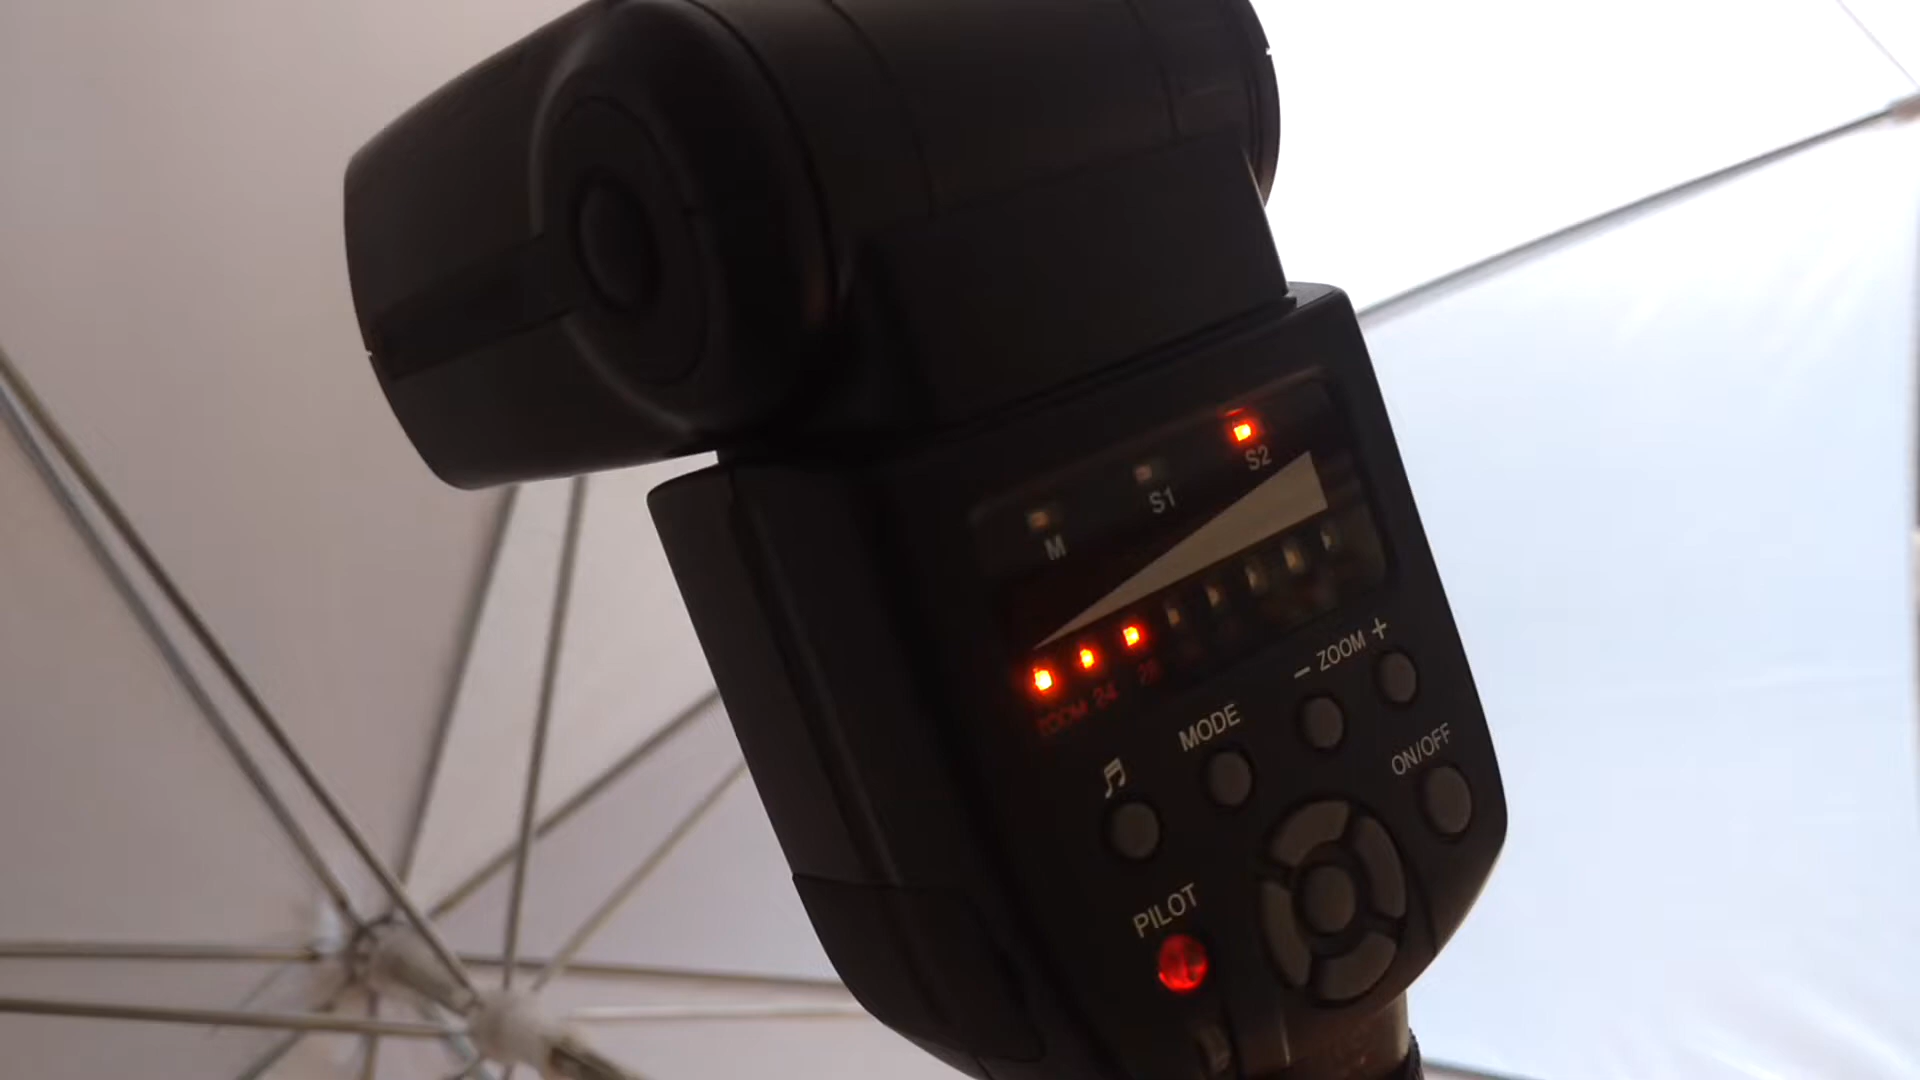 S2
S1
M
ZOOM 24 28
– ZOOM +
MODE
ON/OFF
PILOT